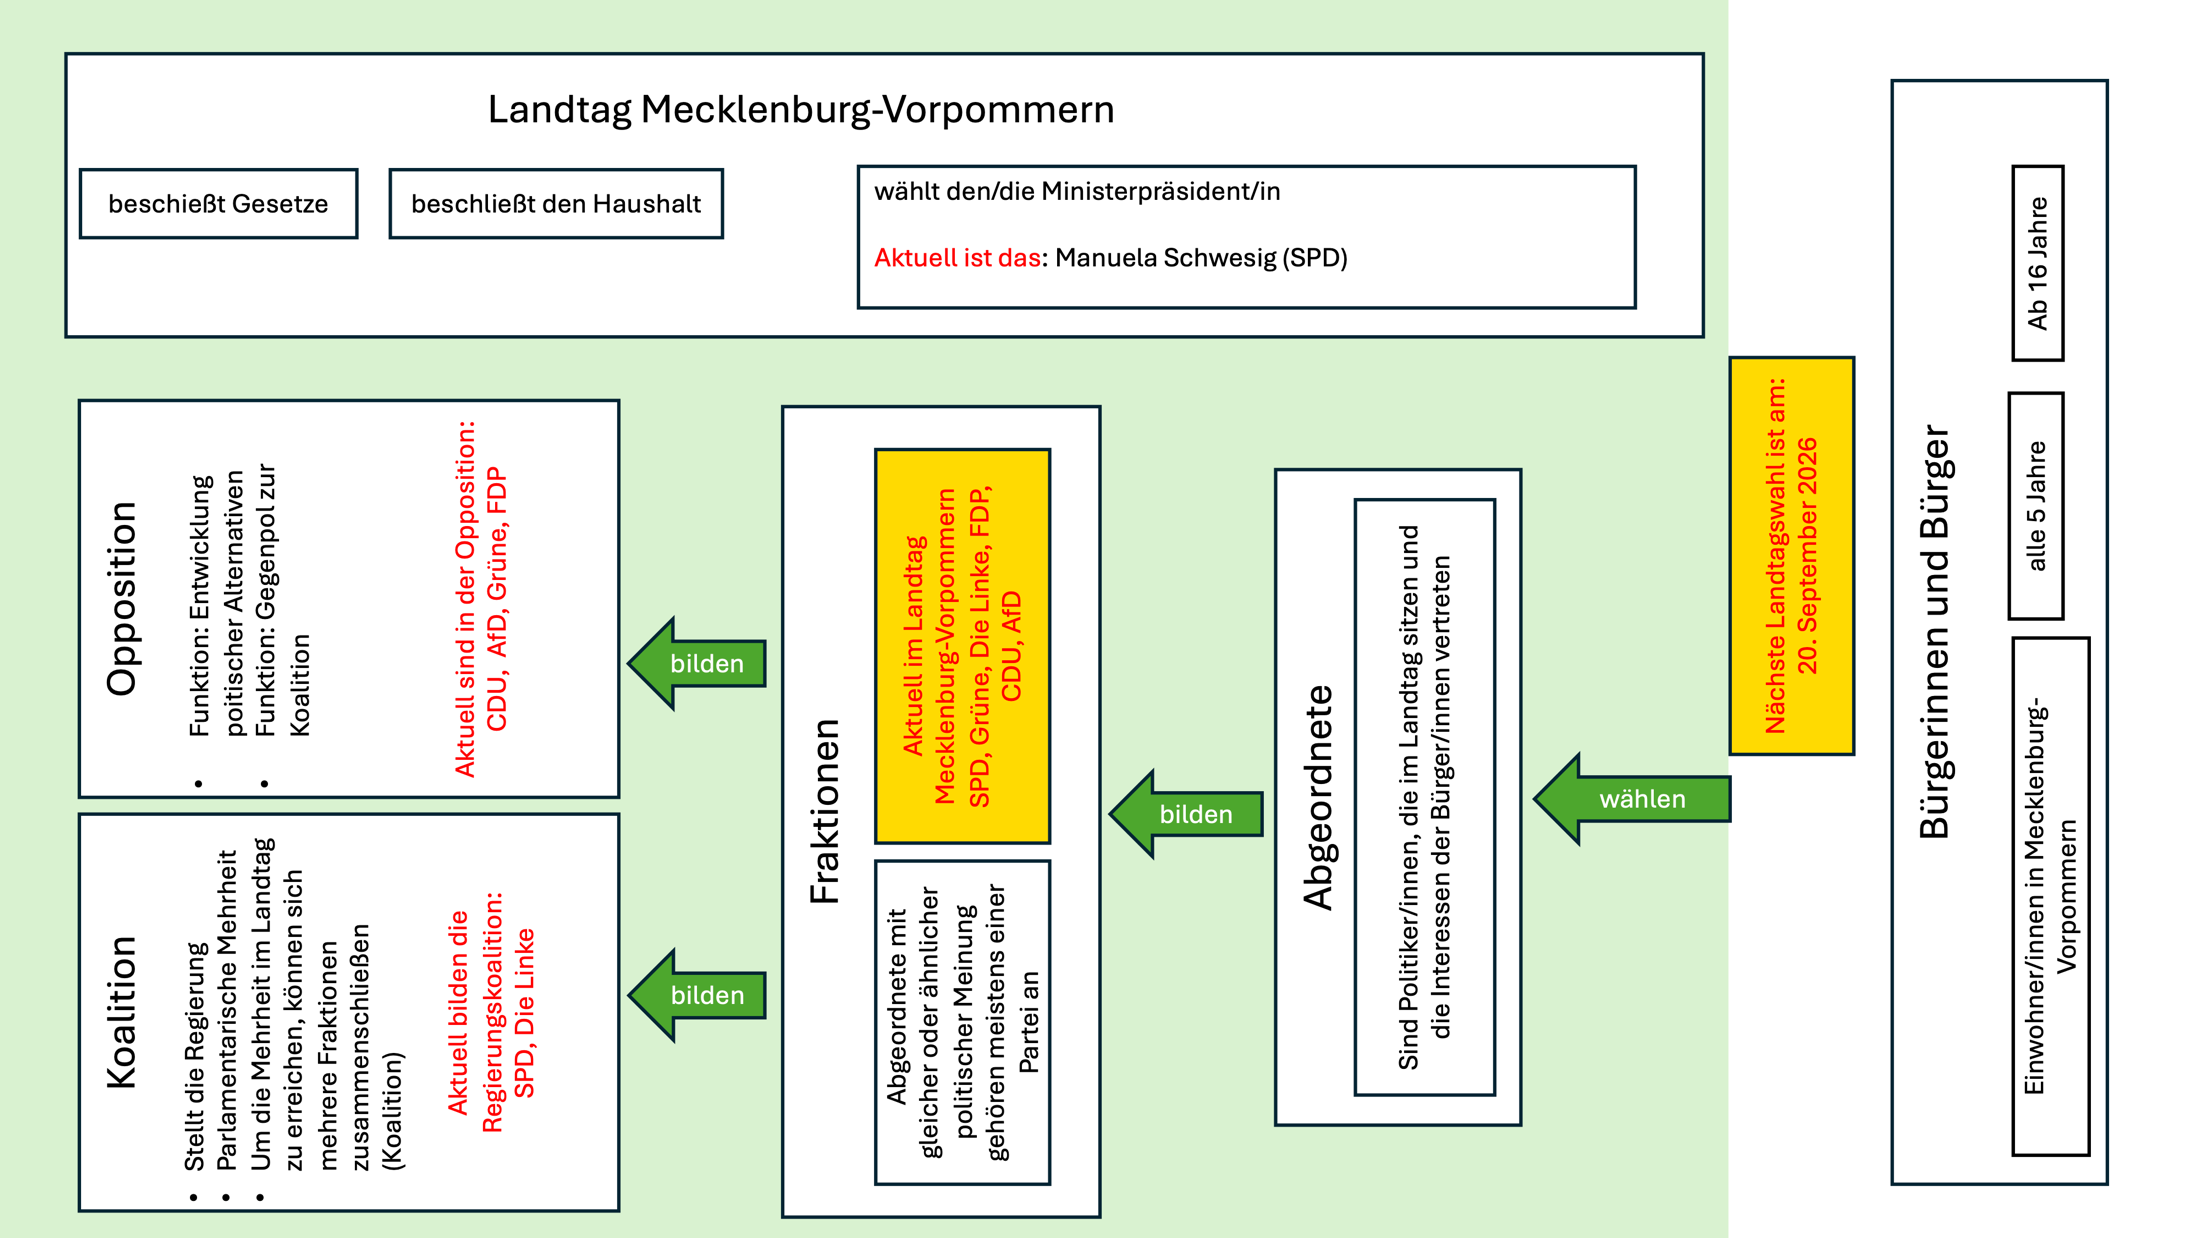 Landtag Mecklenburg-Vorpommern
beschießt Gesetze
beschließt den Haushalt
wählt den/die Ministerpräsident/in
Aktuell ist das: Manuela Schwesig (SPD)
Opposition
• Funktion: Entwicklung
poitischer Alternativen
• Funktion: Gegenpol zur
Koalition
Aktuell sind in der Opposition:
CDU, AfD, Grüne, FDP
Koalition
• Stellt die Regierung
• Parlamentarische Mehrheit
• Um die Mehrheit im Landtag
zu erreichen, können sich
mehrere Fraktionen
zusammenschließen
(Koalition)
Aktuell bilden die
Regierungskoalition:
SPD, Die Linke
bilden
bilden
Fraktionen
Aktuell im Landtag
Mecklenburg-Vorpommern
SPD, Grüne, Die Linke, FDP,
CDU, AfD
Abgeordnete mit
gleicher oder ähnlicher
politischer Meinung
gehören meistens einer
Partei an
bilden
Abgeordnete
Sind Politiker/innen, die im Landtag sitzen und
die Interessen der Bürger/innen vertreten
wählen
Nächste Landtagswahl ist am:
20. September 2026
Bürgerinnen und Bürger
Ab 16 Jahre
alle 5 Jahre
Einwohner/innen in Mecklenburg-
Vorpommern